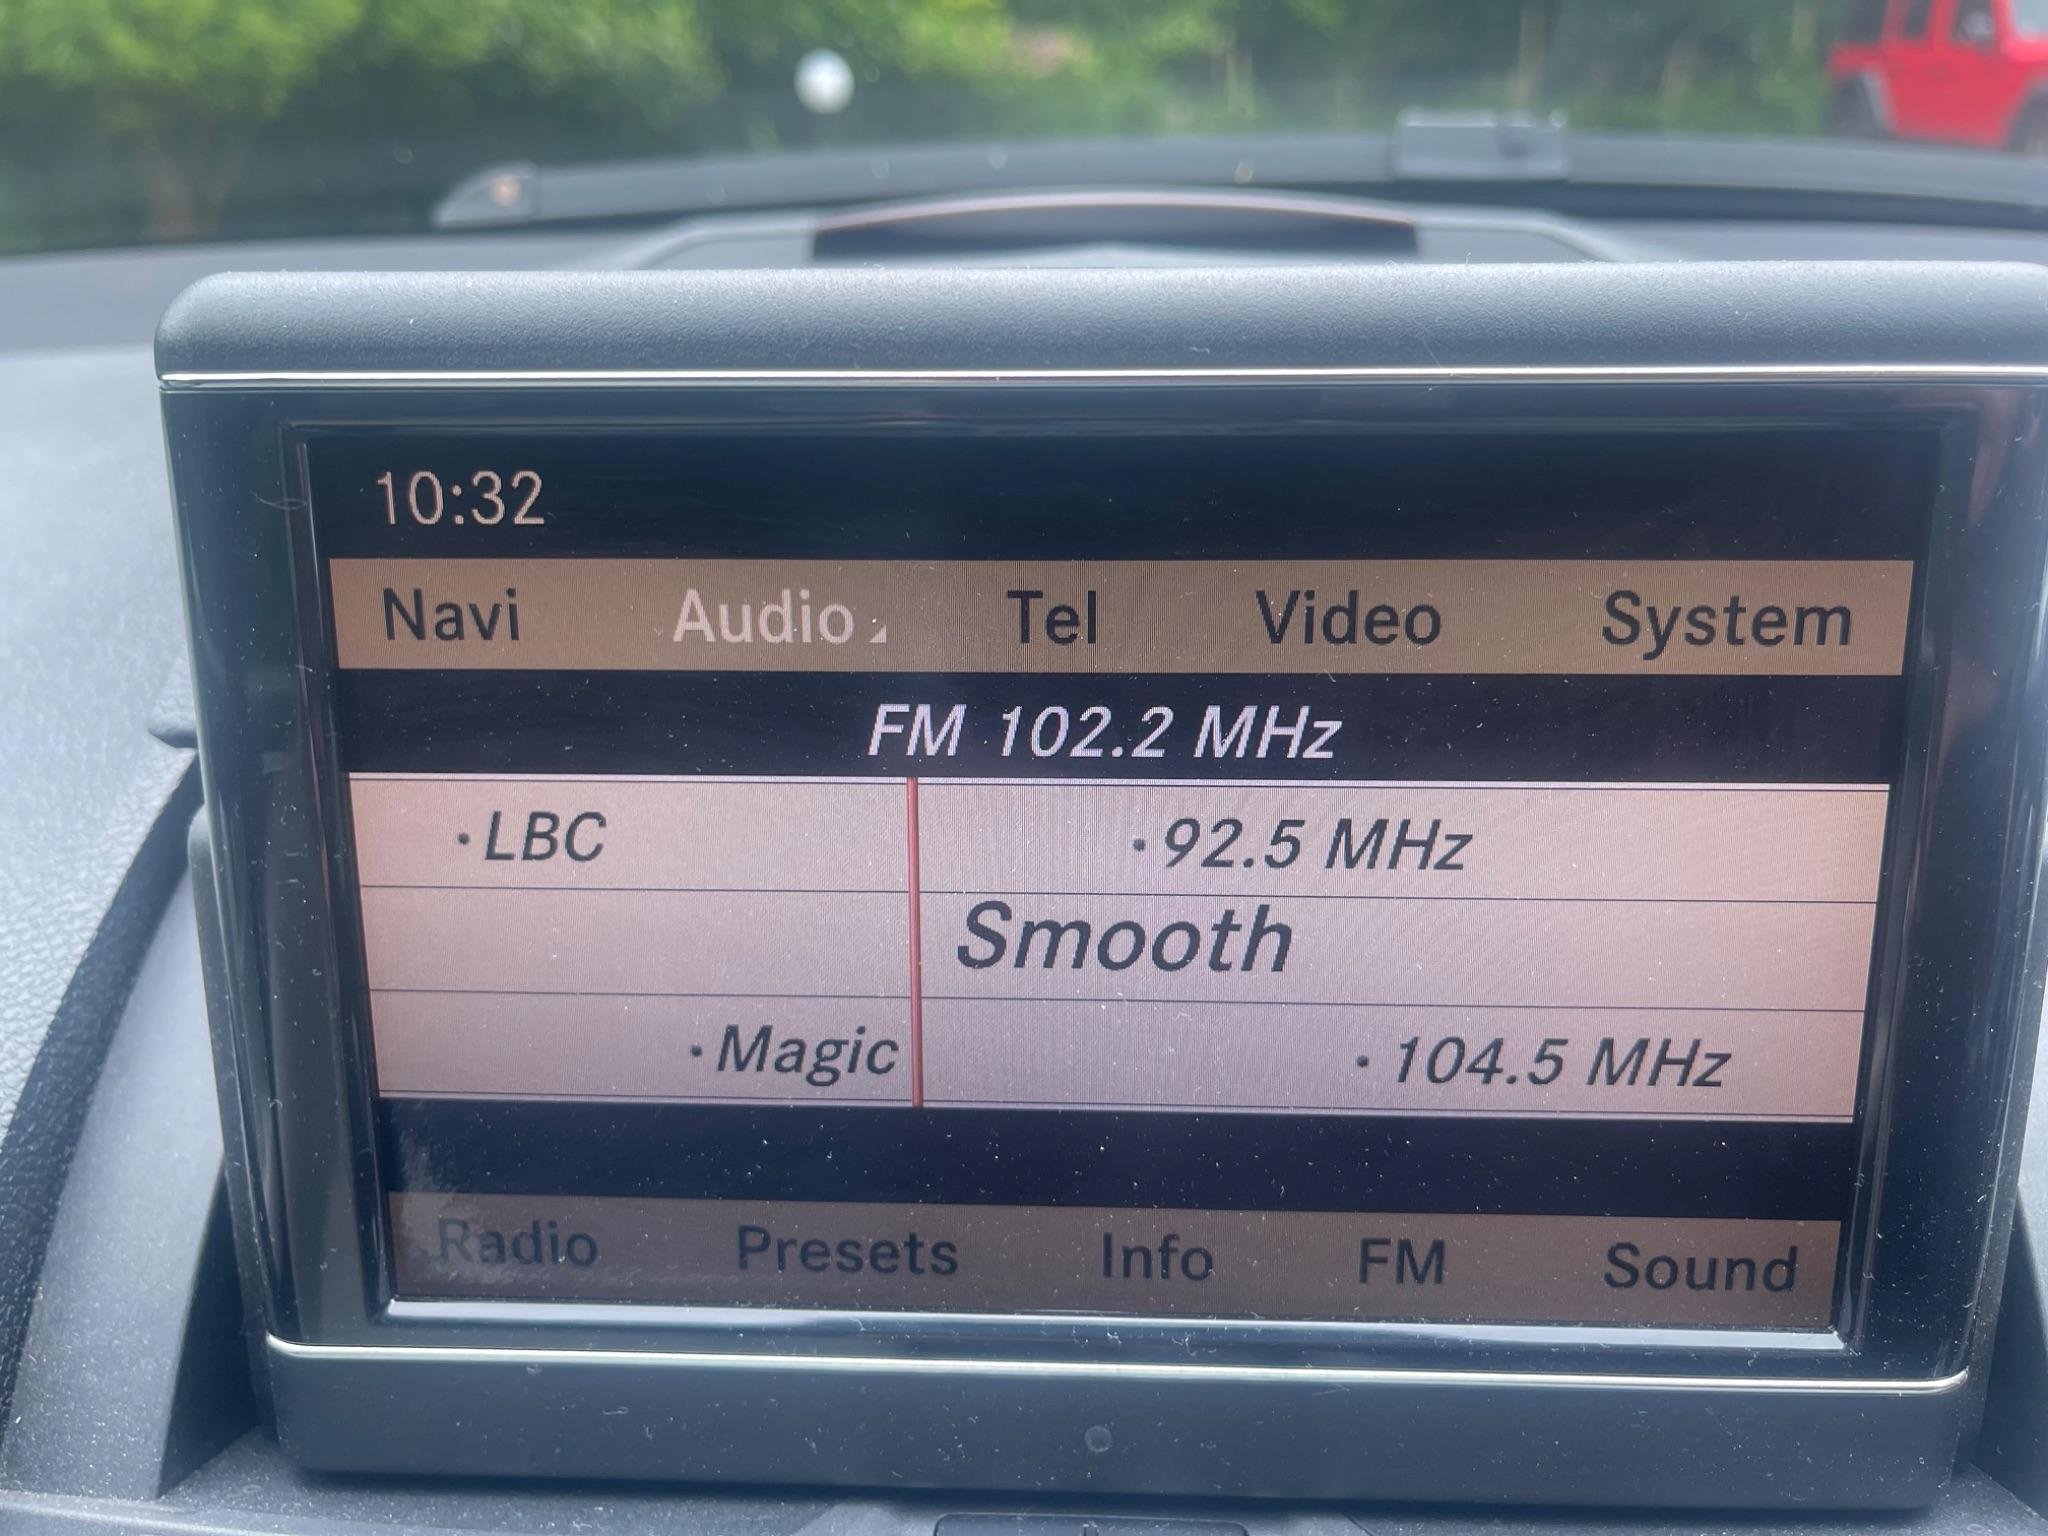 10:32
Navi Audio Tel Video System
FM 102.2 MHz
·LBC ·92.5 MHz
Smooth
·Magic ·104.5 MHz
Radio Presets Info FM Sound